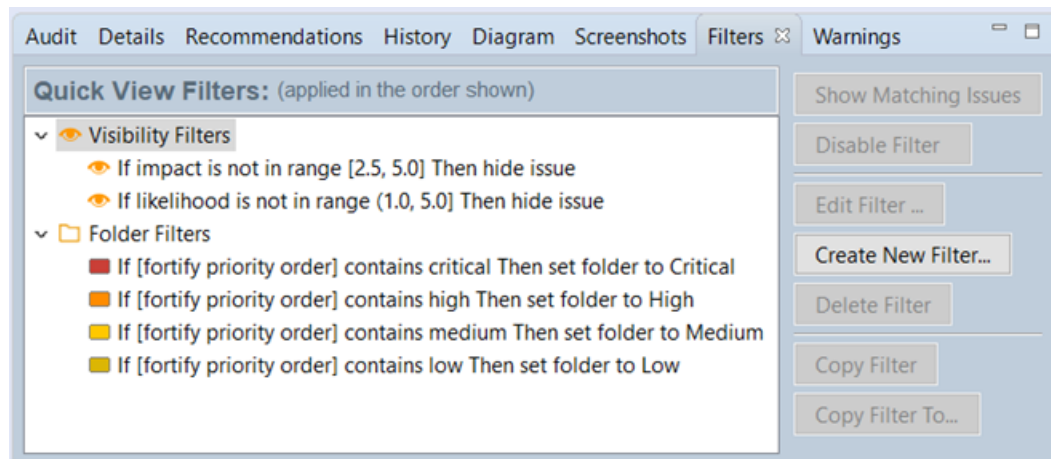 Audit Details Recommendations History Diagram Screenshots Filters Warnings
Quick View Filters: (applied in the order shown)
Visibility Filters
If impact is not in range [2.5, 5.0] Then hide issue
If likelihood is not in range (1.0, 5.0] Then hide issue
Folder Filters
If [fortify priority order] contains critical Then set folder to Critical
If [fortify priority order] contains high Then set folder to High
If [fortify priority order] contains medium Then set folder to Medium
If [fortify priority order] contains low Then set folder to Low
Show Matching Issues
Disable Filter
Edit Filter ...
Create New Filter...
Delete Filter
Copy Filter
Copy Filter To...